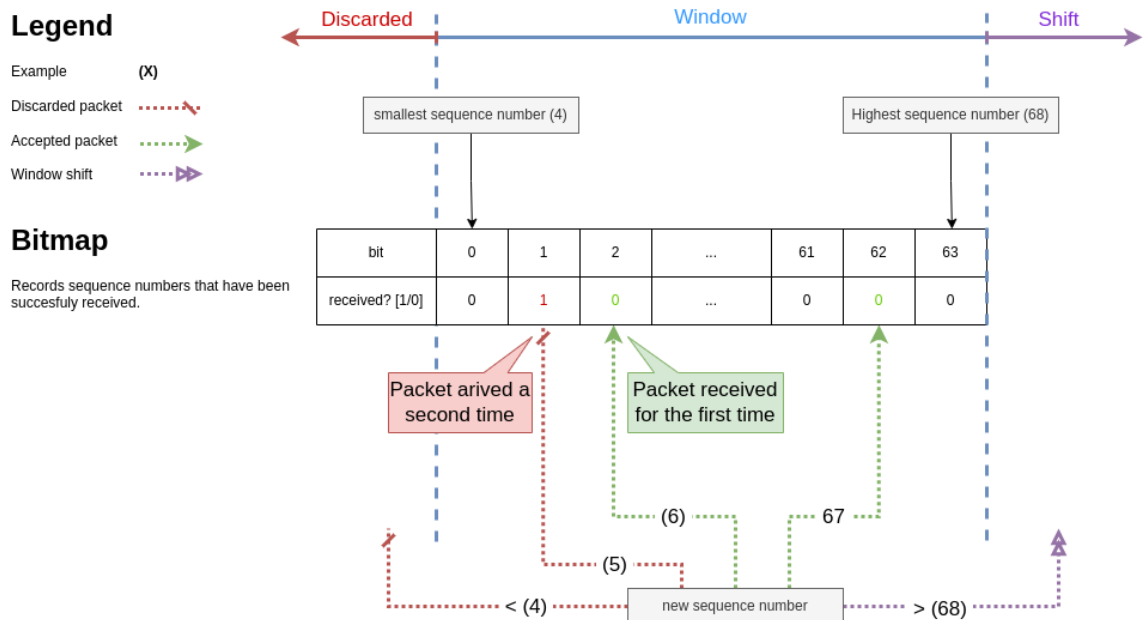 Legend
Discarded
Window
Shift
Example
(X)
Discarded packet
Accepted packet
Window shift
smallest sequence number (4)
Highest sequence number (68)
Bitmap
Records sequence numbers that have been
succesfuly received.
bit
0
1
2
...
61
62
63
received? [1/0]
0
1
0
...
0
0
0
Packet arived a
second time
Packet received
for the first time
(6)
67
(5)
< (4)
new sequence number
> (68)